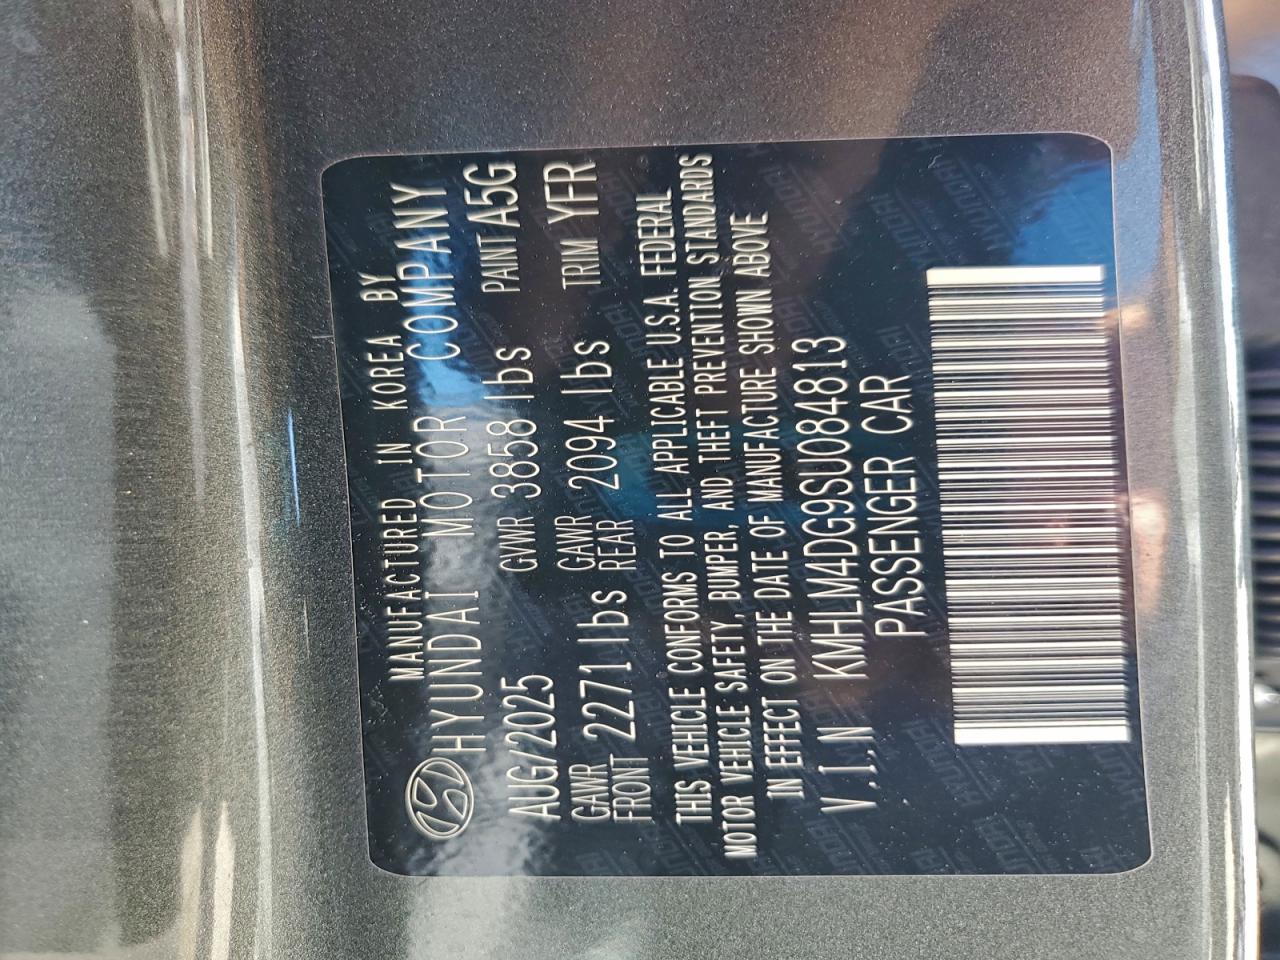 MANUFACTURED IN KOREA BY
HYUNDAI MOTOR COMPANY
AUG/2025 GVWR 3858 lbs PAINT A5G
GAWR FRONT 2271 lbs GAWR REAR 2094 lbs TRIM YFR
THIS VEHICLE CONFORMS TO ALL APPLICABLE U.S.A. FEDERAL
MOTOR VEHICLE SAFETY, BUMPER, AND THEFT PREVENTION STANDARDS
IN EFFECT ON THE DATE OF MANUFACTURE SHOWN ABOVE
V.I.N KMHLM4DG9SU084813
PASSENGER CAR